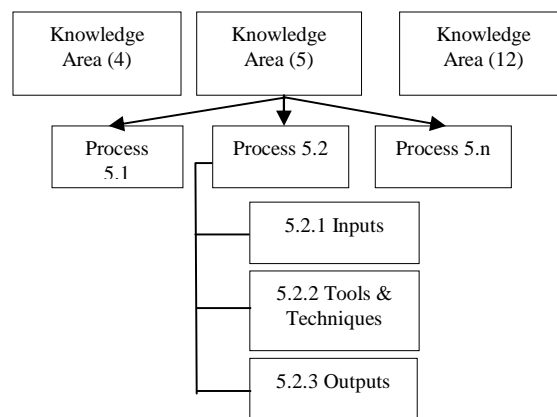 Knowledge
Area (4)
Knowledge
Area (5)
Knowledge
Area (12)
Process
5.1
Process 5.2
Process 5.n
5.2.1 Inputs
5.2.2 Tools &
Techniques
5.2.3 Outputs